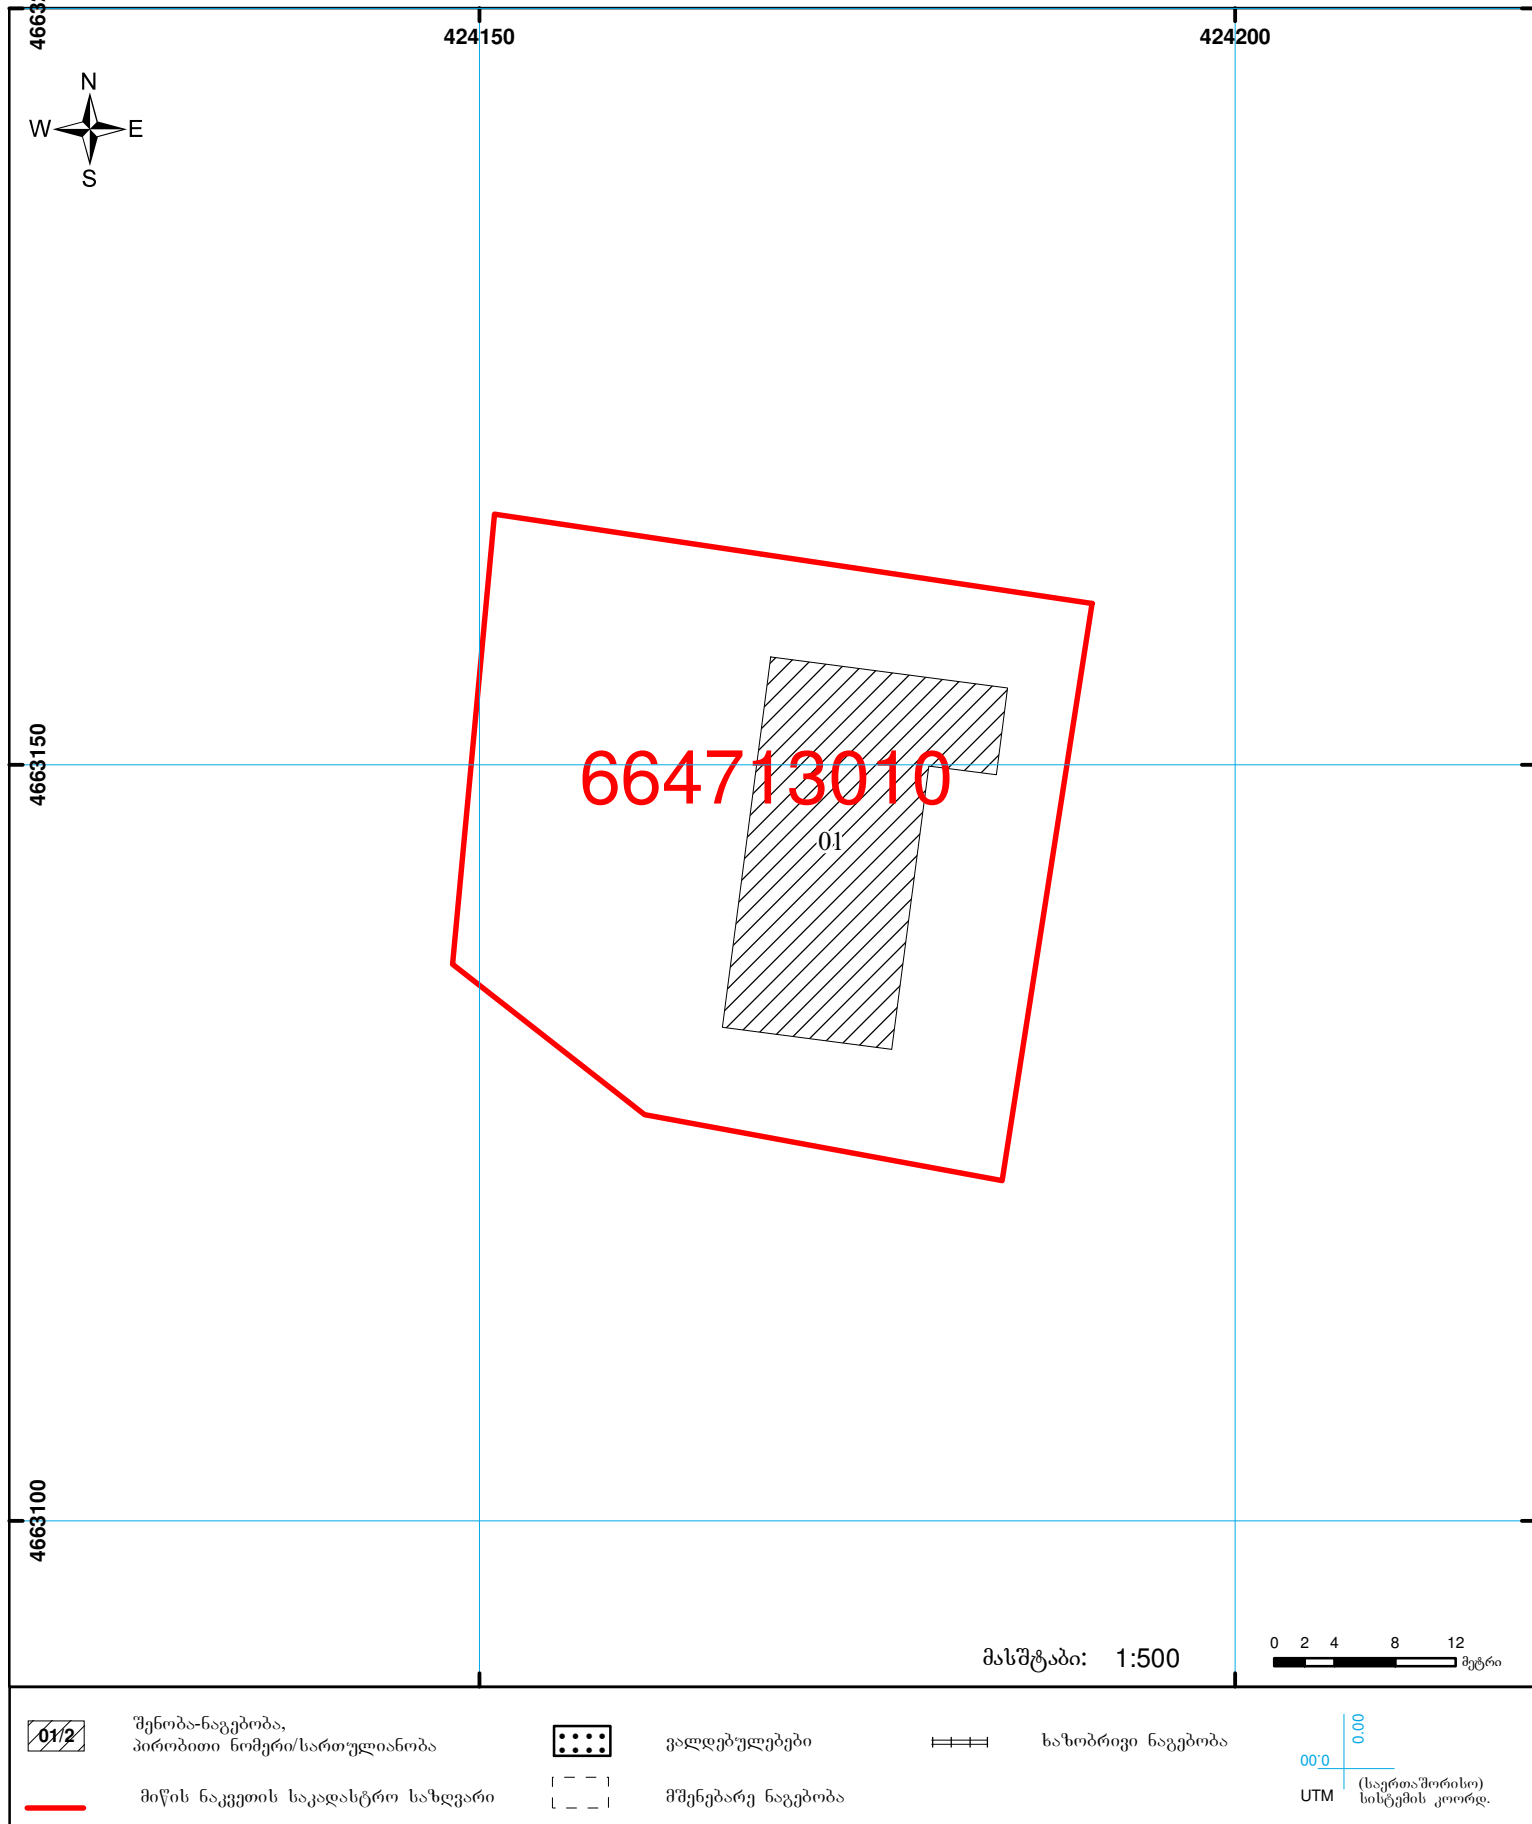 424150 424200
N
W E
S
4663150
664713010
01
4663100
მასშტაბი: 1:500
0 2 4 8 12
მეტრი
01/2
შენობა-ნაგებობა,
პირობითი ნომერი/სართულიანობა
ვალდებულებები
ხაზობრივი ნაგებობა
00.0
0.00
მიწის ნაკვეთის საკადასტრო საზღვარი
მშენებარე ნაგებობა
UTM
(საერთაშორისო)
სისტემის კოორდ.